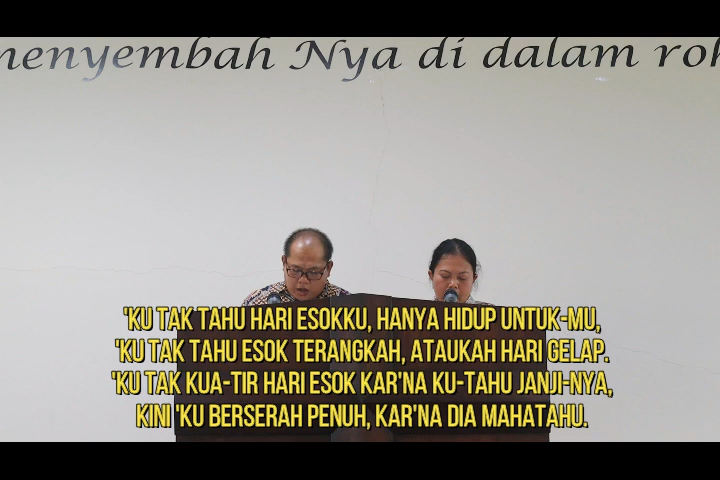 menyembah Nya di dalam roh
'KU TAK TAHU HARI ESOKKU, HANYA HIDUP UNTUK-MU,
'KU TAK TAHU ESOK TERANGKAH, ATAUKAH HARI GELAP.
'KU TAK KUA-TIR HARI ESOK KAR'NA KU-TAHU JANJI-NYA,
KINI 'KU BERSERAH PENUH, KAR'NA DIA MAHATAHU.